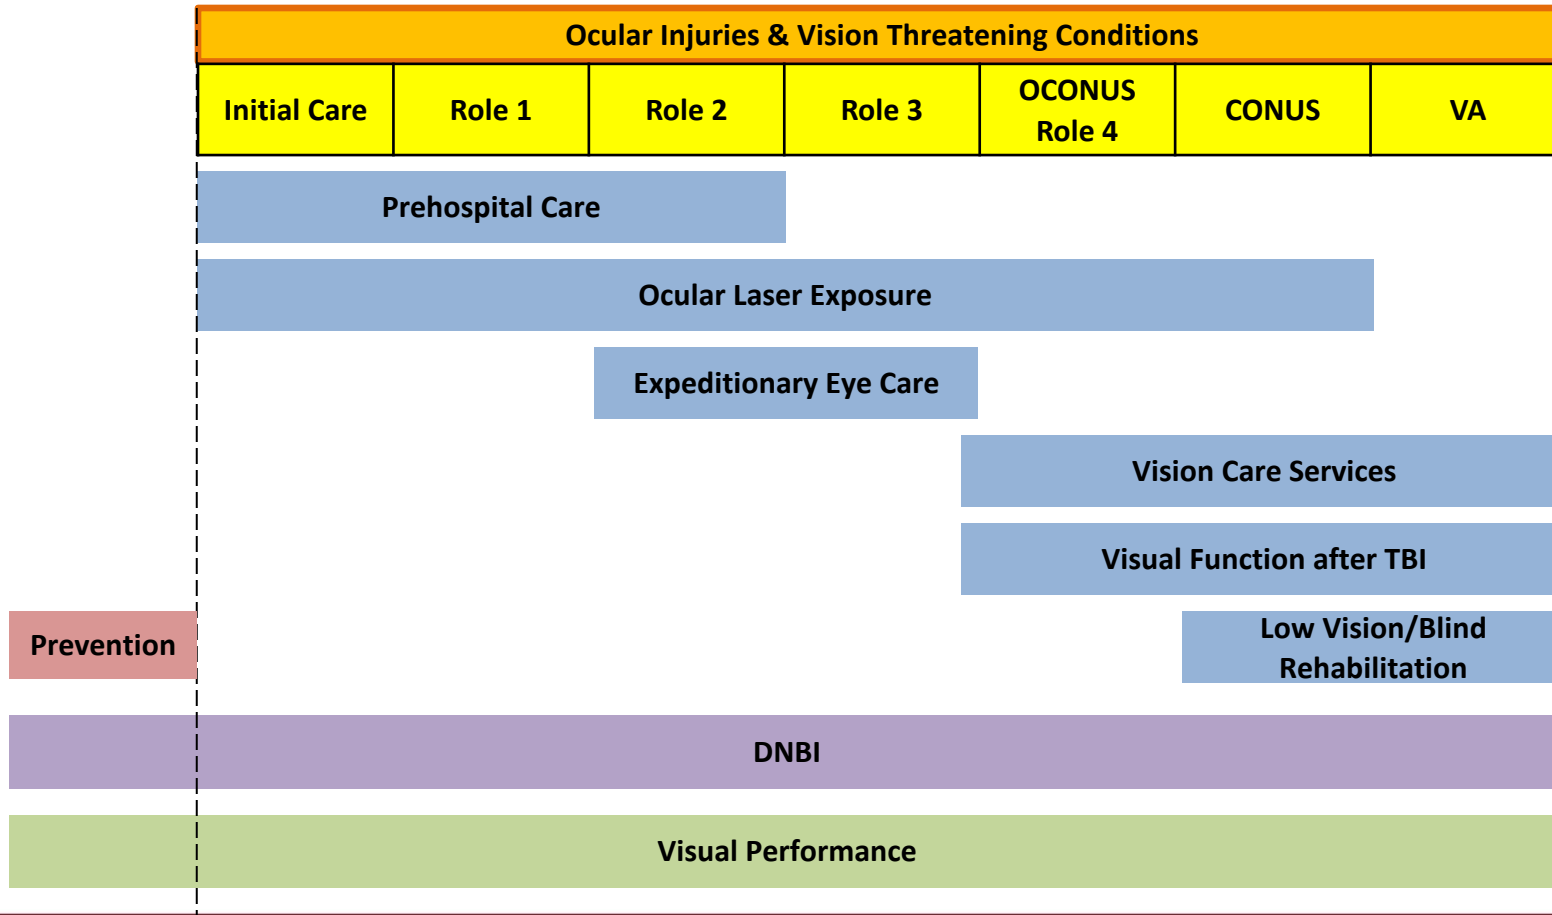 Ocular Injuries & Vision Threatening Conditions
Initial Care
Role 1
Role 2
Role 3
OCONUS
Role 4
CONUS
VA
Prehospital Care
Ocular Laser Exposure
Expeditionary Eye Care
Vision Care Services
Visual Function after TBI
Prevention
Low Vision/Blind
Rehabilitation
DNBI
Visual Performance